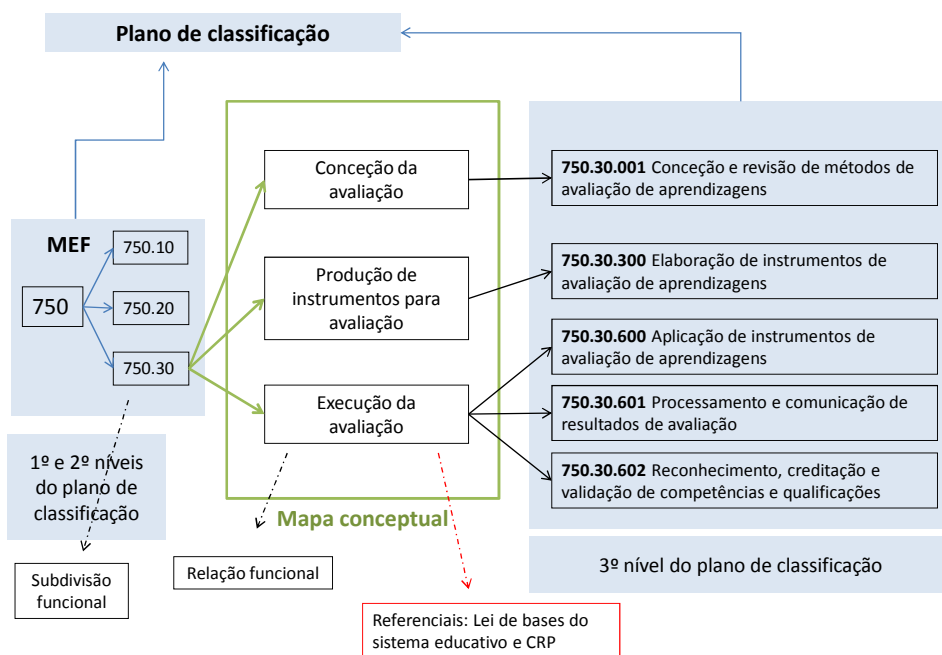 Plano de classificação
MEF
750
750.10
750.20
750.30
1º e 2º níveis
do plano de
classificação
Subdivisão
funcional
Conceção da
avaliação
Produção de
instrumentos para
avaliação
Execução da
avaliação
Mapa conceptual
Relação funcional
Referenciais: Lei de bases do
sistema educativo e CRP
750.30.001 Conceção e revisão de métodos de
avaliação de aprendizagens
750.30.300 Elaboração de instrumentos de
avaliação de aprendizagens
750.30.600 Aplicação de instrumentos de
avaliação de aprendizagens
750.30.601 Processamento e comunicação de
resultados de avaliação
750.30.602 Reconhecimento, creditação e
validação de competências e qualificações
3º nível do plano de classificação